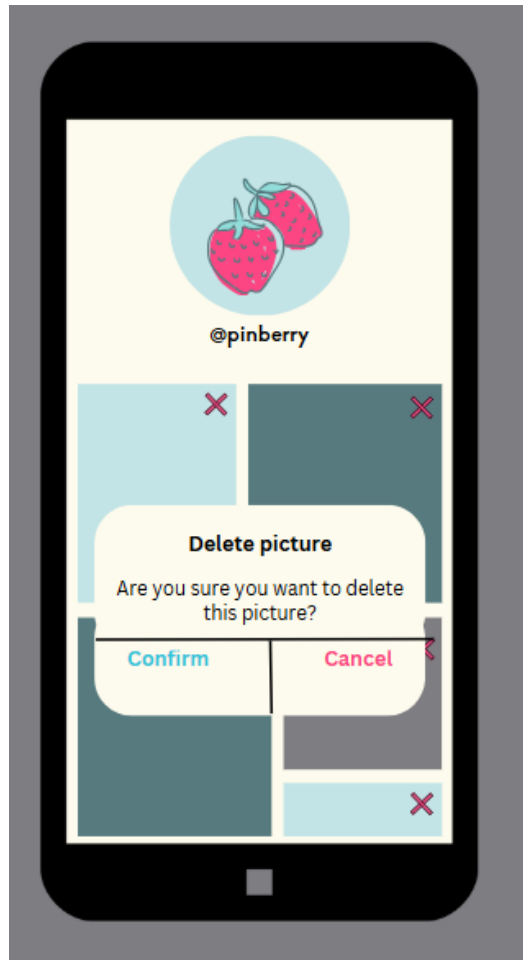 @pinberry
Delete picture
Are you sure you want to delete
this picture?
Confirm
Cancel